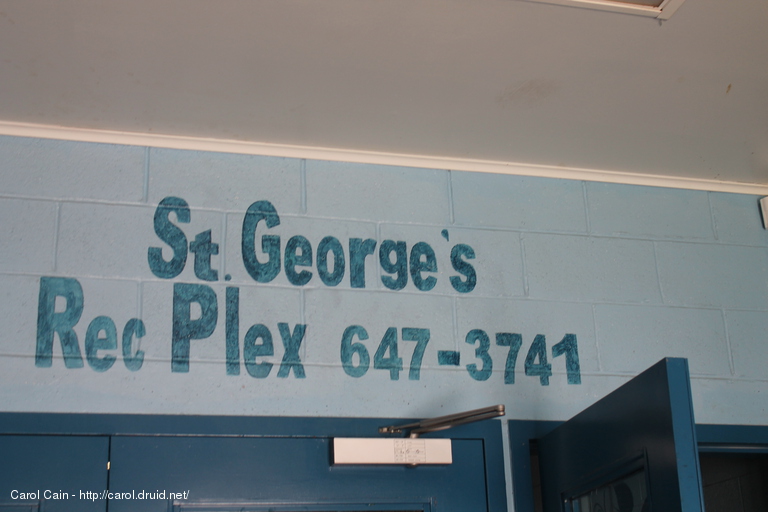 St. George's
Rec Plex 647-3741
Carol Cain - http://carol.druid.net/